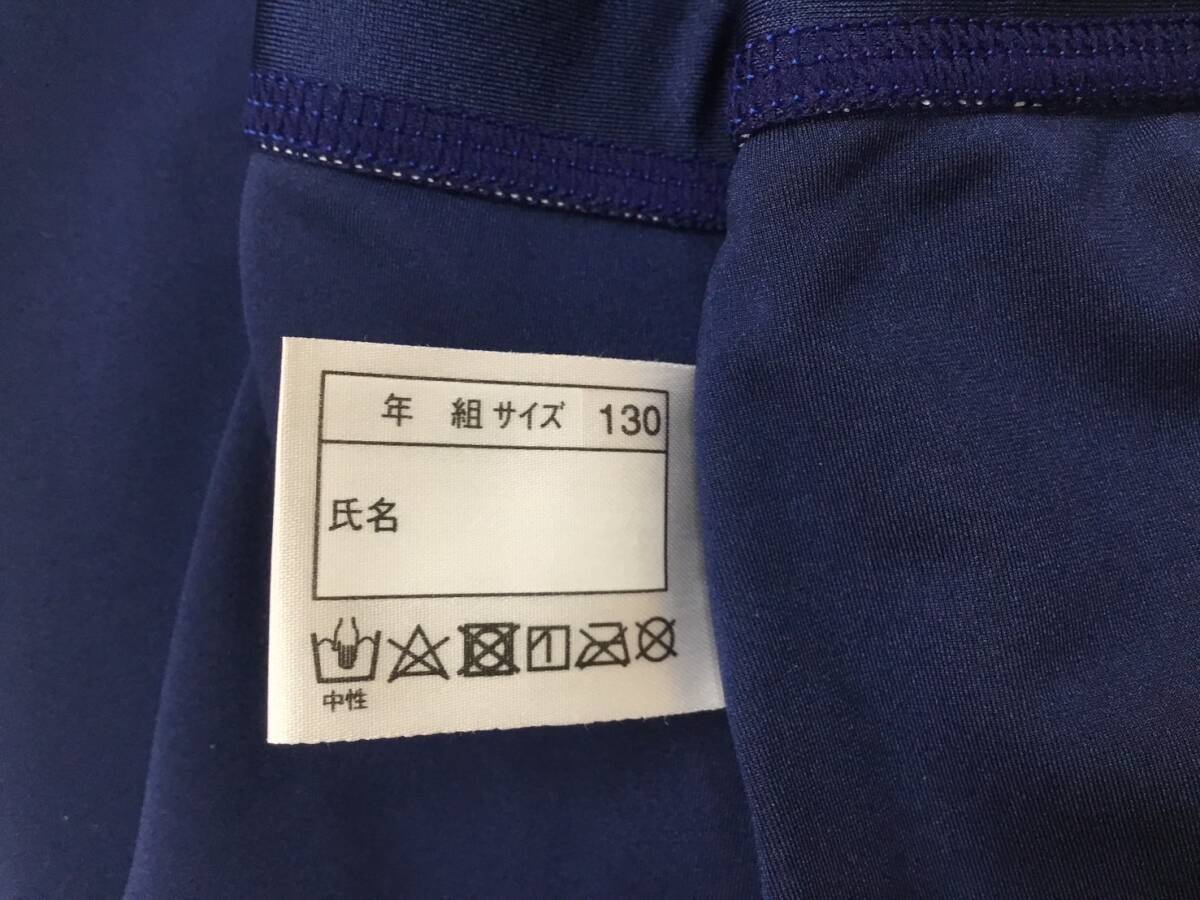 年 組 サイズ 130
氏名
中性